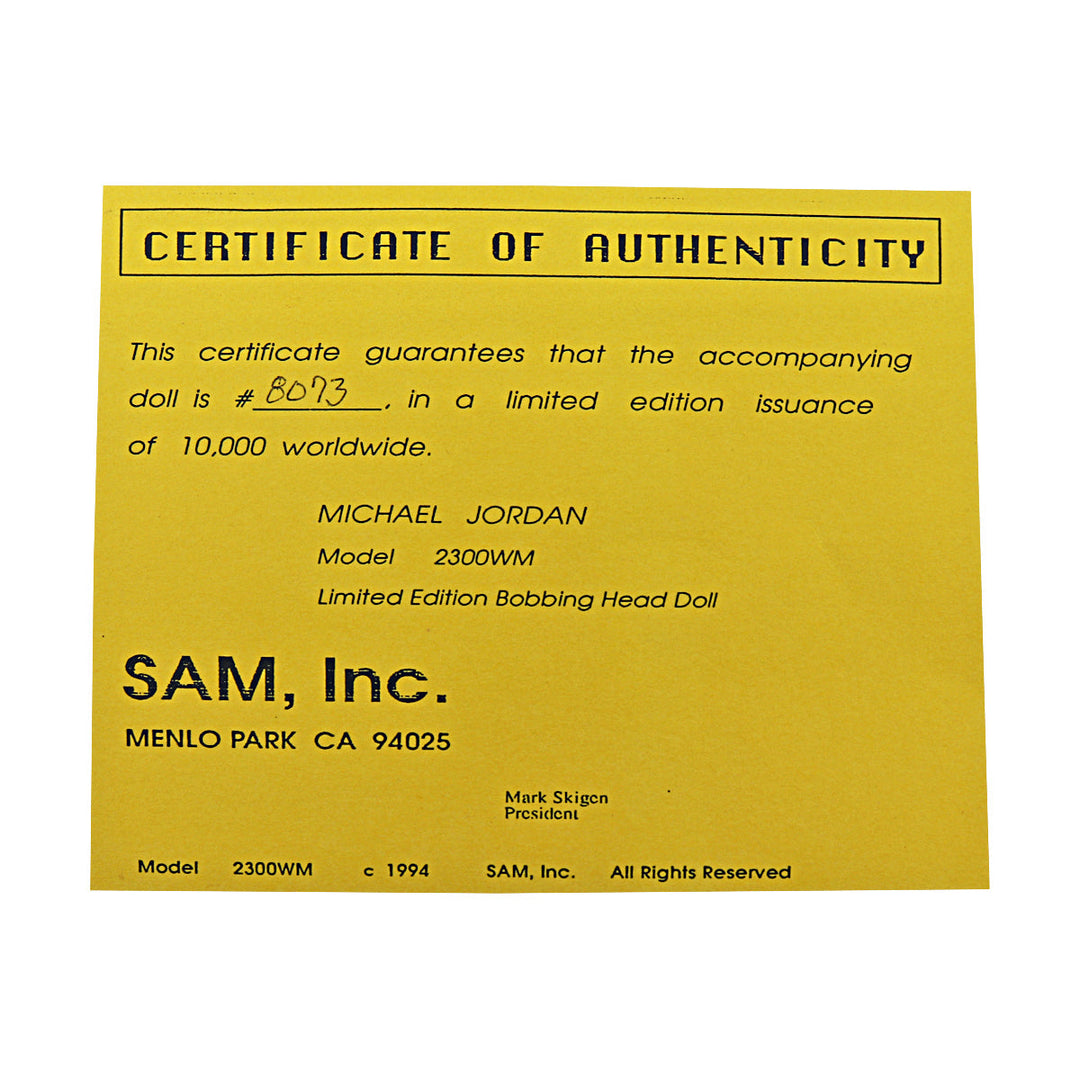 CERTIFICATE OF AUTHENTICITY
This certificate guarantees that the accompanying
doll is #8073, in a limited edition issuance
of 10,000 worldwide.
MICHAEL JORDAN
Model 2300WM
Limited Edition Bobbing Head Doll
SAM, Inc.
MENLO PARK CA 94025
Mark Skigen
President
Model 2300WM c 1994 SAM, Inc. All Rights Reserved